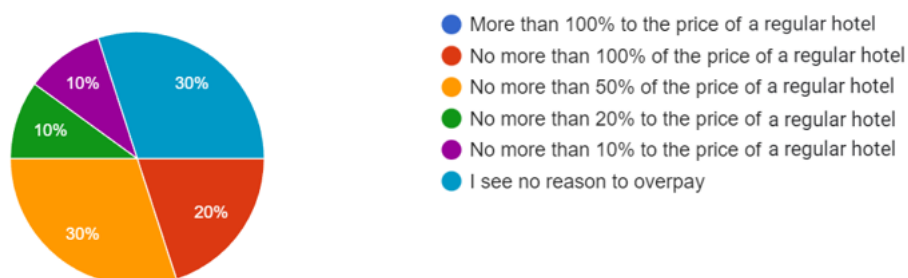 30%
10%
10%
30%
20%
More than 100% to the price of a regular hotel
No more than 100% of the price of a regular hotel
No more than 50% of the price of a regular hotel
No more than 20% to the price of a regular hotel
No more than 10% to the price of a regular hotel
I see no reason to overpay